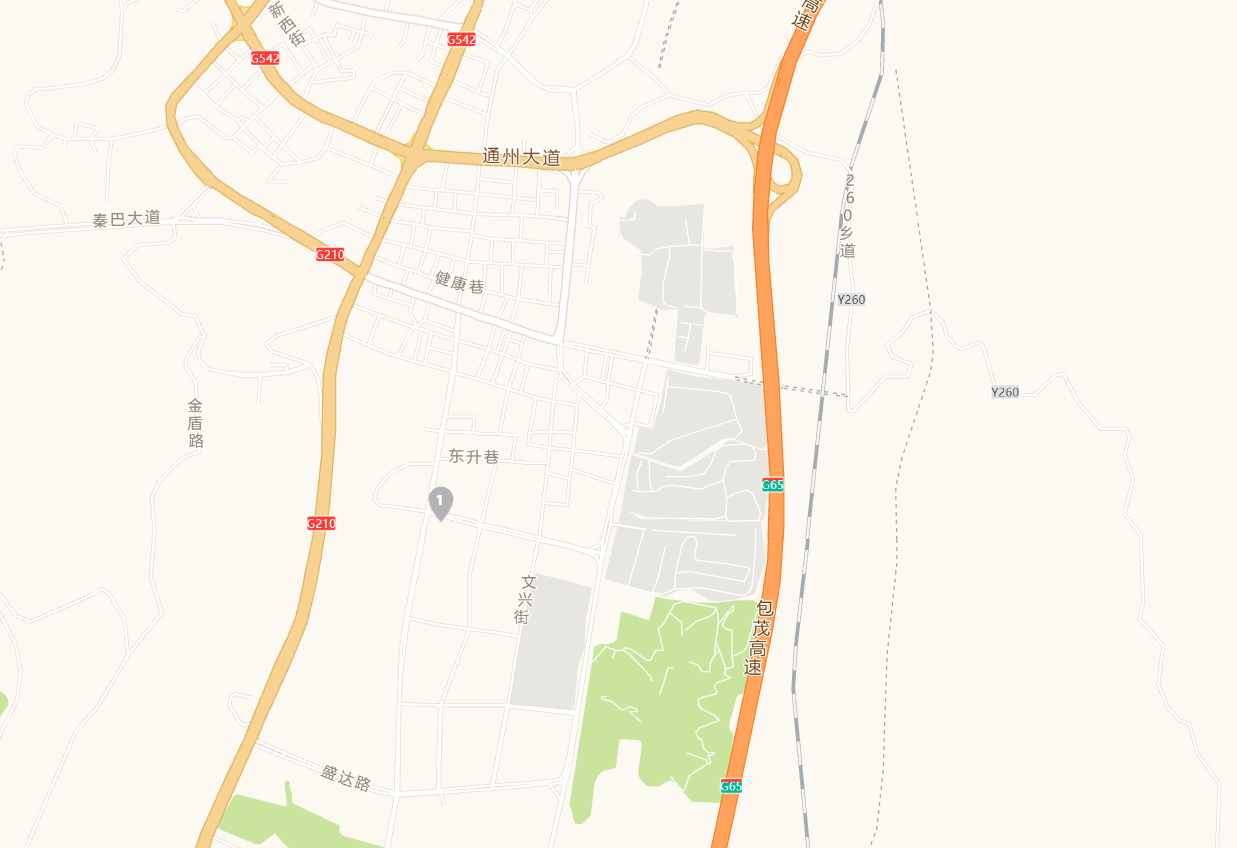 新西街
高速
G542
G542
通州大道
260乡道
秦巴大道
G210
健康巷
Y260
Y260
金盾路
东升巷
G65
1
G210
文兴街
包茂高速
盛达路
G65